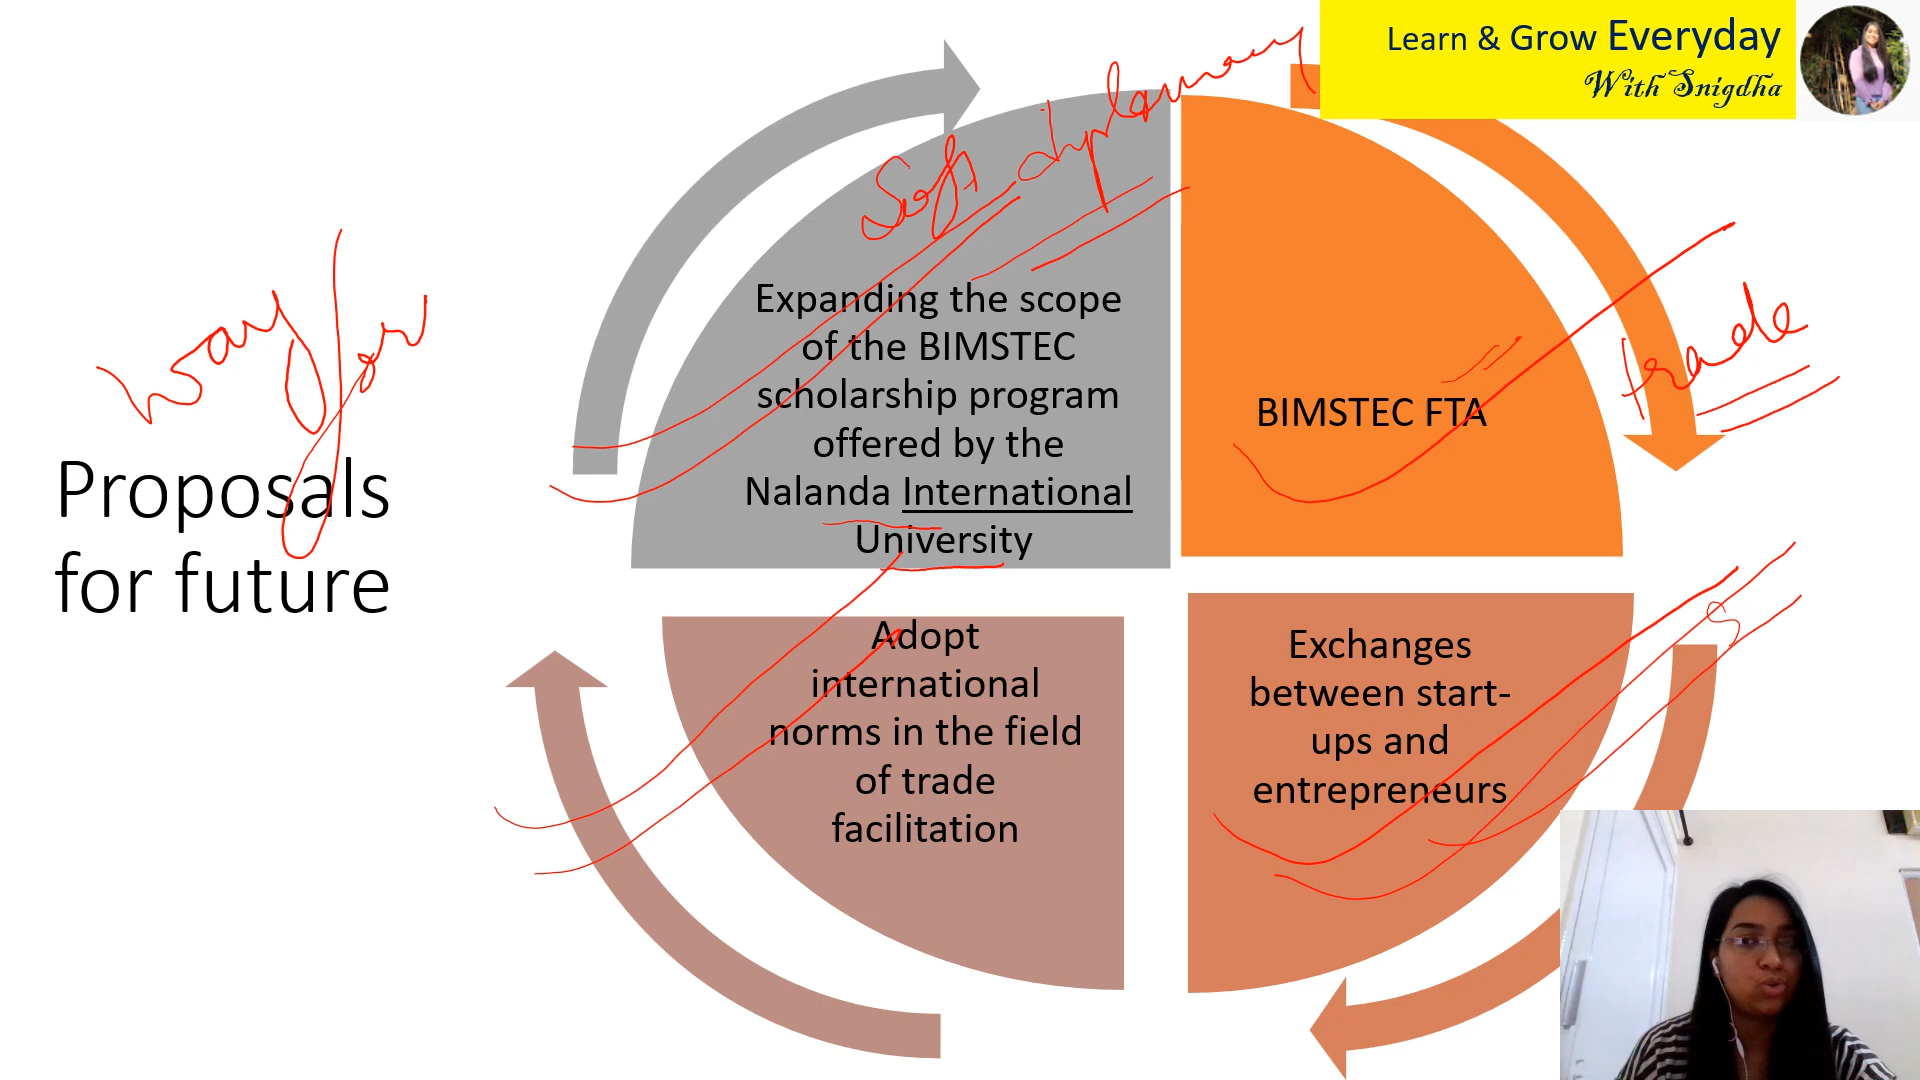 Learn & Grow Everyday
With Snigdha
Soft diplomacy
way for
Proposals
for future
Expanding the scope
of the BIMSTEC
scholarship program
offered by the
Nalanda International
University
BIMSTEC FTA
trade
Exchanges
between start-
ups and
entrepreneurs
S
Adopt
international
norms in the field
of trade
facilitation